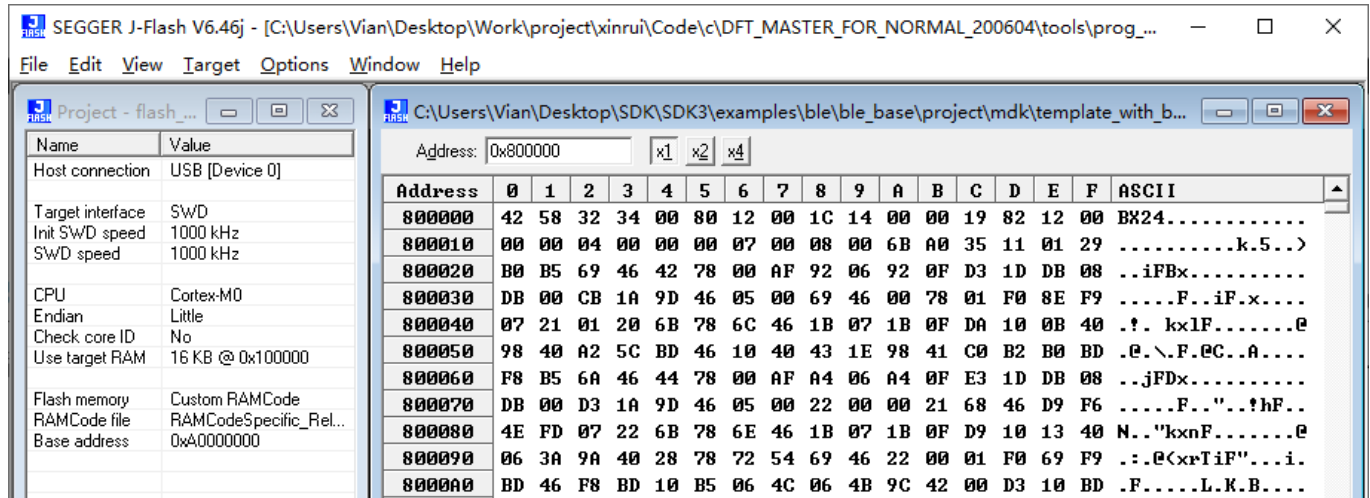 SEGGER J-Flash V6.46j - [C:\Users\Vian\Desktop\Work\project\xinrui\Code\c\DFT_MASTER_FOR_NORMAL_200604\tools\prog_...
File Edit View Target Options Window Help
Project - flash_...
Name Value
Host connection USB [Device 0]
Target interface SWD
Init SWD speed 1000 kHz
SWD speed 1000 kHz
CPU Cortex-M0
Endian Little
Check core ID No
Use target RAM 16 KB @ 0x100000
Flash memory Custom RAMCode
RAMCode file RAMCodeSpecific_Rel...
Base address 0xA0000000
C:\Users\Vian\Desktop\SDK\SDK3\examples\ble\ble_base\project\mdk\template_with_b...
Address: 0x800000 x1 x2 x4
Address 0 1 2 3 4 5 6 7 8 9 A B C D E F ASCII
800000 42 58 32 34 00 80 12 00 1C 14 00 00 19 82 12 00 BX24............
800010 00 00 04 00 00 00 07 00 08 00 6B A0 35 11 01 29 ..........k.5..)
800020 B0 B5 69 46 42 78 00 AF 92 06 92 0F D3 1D DB 08 ..iFBx..........
800030 DB 00 CB 1A 9D 46 05 00 69 46 00 78 01 F0 8E F9 .....F..iF.x....
800040 07 21 01 20 6B 78 6C 46 1B 07 1B 0F DA 10 0B 40 .!. kxlF.......@
800050 98 40 A2 5C BD 46 10 40 43 1E 98 41 C0 B2 B0 BD .@.\.F.@C..A....
800060 F8 B5 6A 46 44 78 00 AF A4 06 A4 0F E3 1D DB 08 ..jFDx..........
800070 DB 00 D3 1A 9D 46 05 00 22 00 00 21 68 46 D9 F6 .....F.."..!hF..
800080 4E FD 07 22 6B 78 6E 46 1B 07 1B 0F D9 10 13 40 N.."kxnF.......@
800090 06 3A 9A 40 28 78 72 54 69 46 22 00 01 F0 69 F9 .:.@(xrTiF"...i.
8000A0 BD 46 F8 BD 10 B5 06 4C 06 4B 9C 42 00 D3 10 BD .F.....L.K.B....